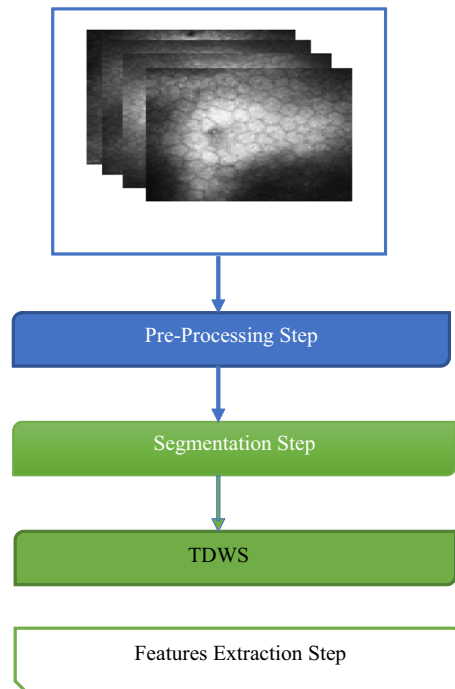 Pre-Processing Step
Segmentation Step
TDWS
Features Extraction Step